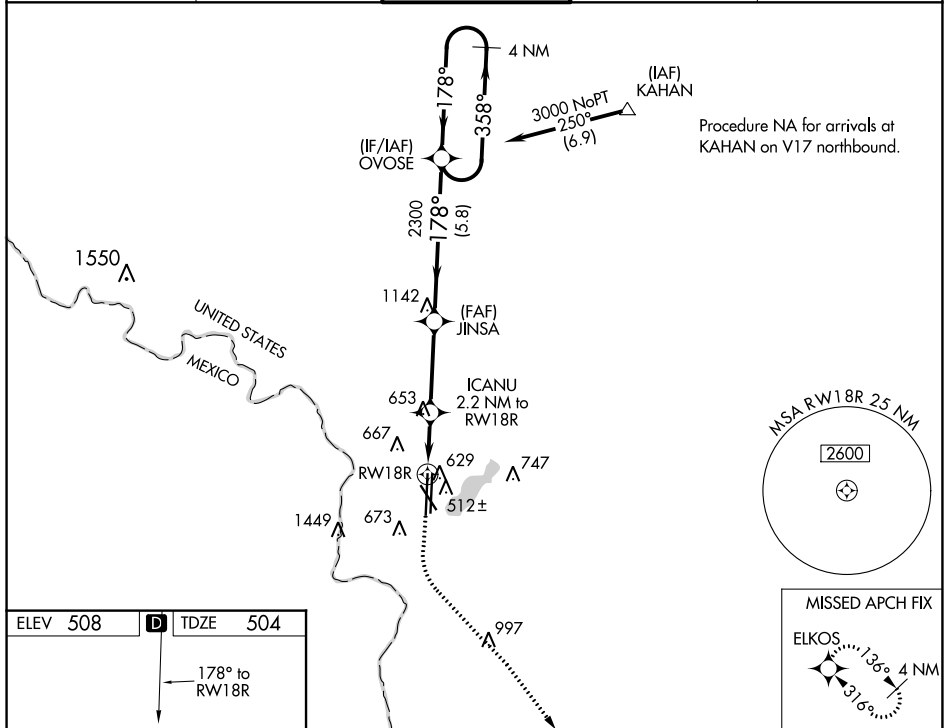 4 NM
178°
358°
(IAF)
KAHAN
3000 NoPT
250°
(6.9)
Procedure NA for arrivals at
KAHAN on V17 northbound.
(IF/IAF)
OVOSE
2300
178°
(5.8)
1550
UNITED STATES
MEXICO
1142
(FAF)
JINSA
653
ICANU
2.2 NM to
RW18R
667
RW18R
629
747
512±
1449
673
997
MSA RW18R 25 NM
2600
MISSED APCH FIX
ELKOS
136°
4 NM
316°
ELEV 508
D
TDZE 504
178° to
RW18R